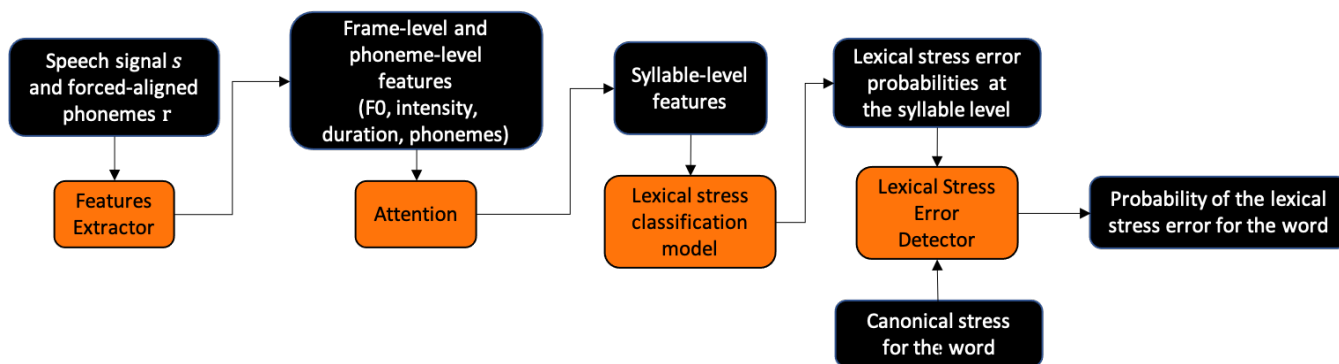 Speech signal s
and forced-aligned
phonemes r
Features
Extractor
Frame-level and
phoneme-level
features
(F0, intensity,
duration, phonemes)
Attention
Syllable-level
features
Lexical stress
classification
model
Lexical stress error
probabilities at
the syllable level
Lexical Stress
Error
Detector
Canonical stress
for the word
Probability of the lexical
stress error for the word